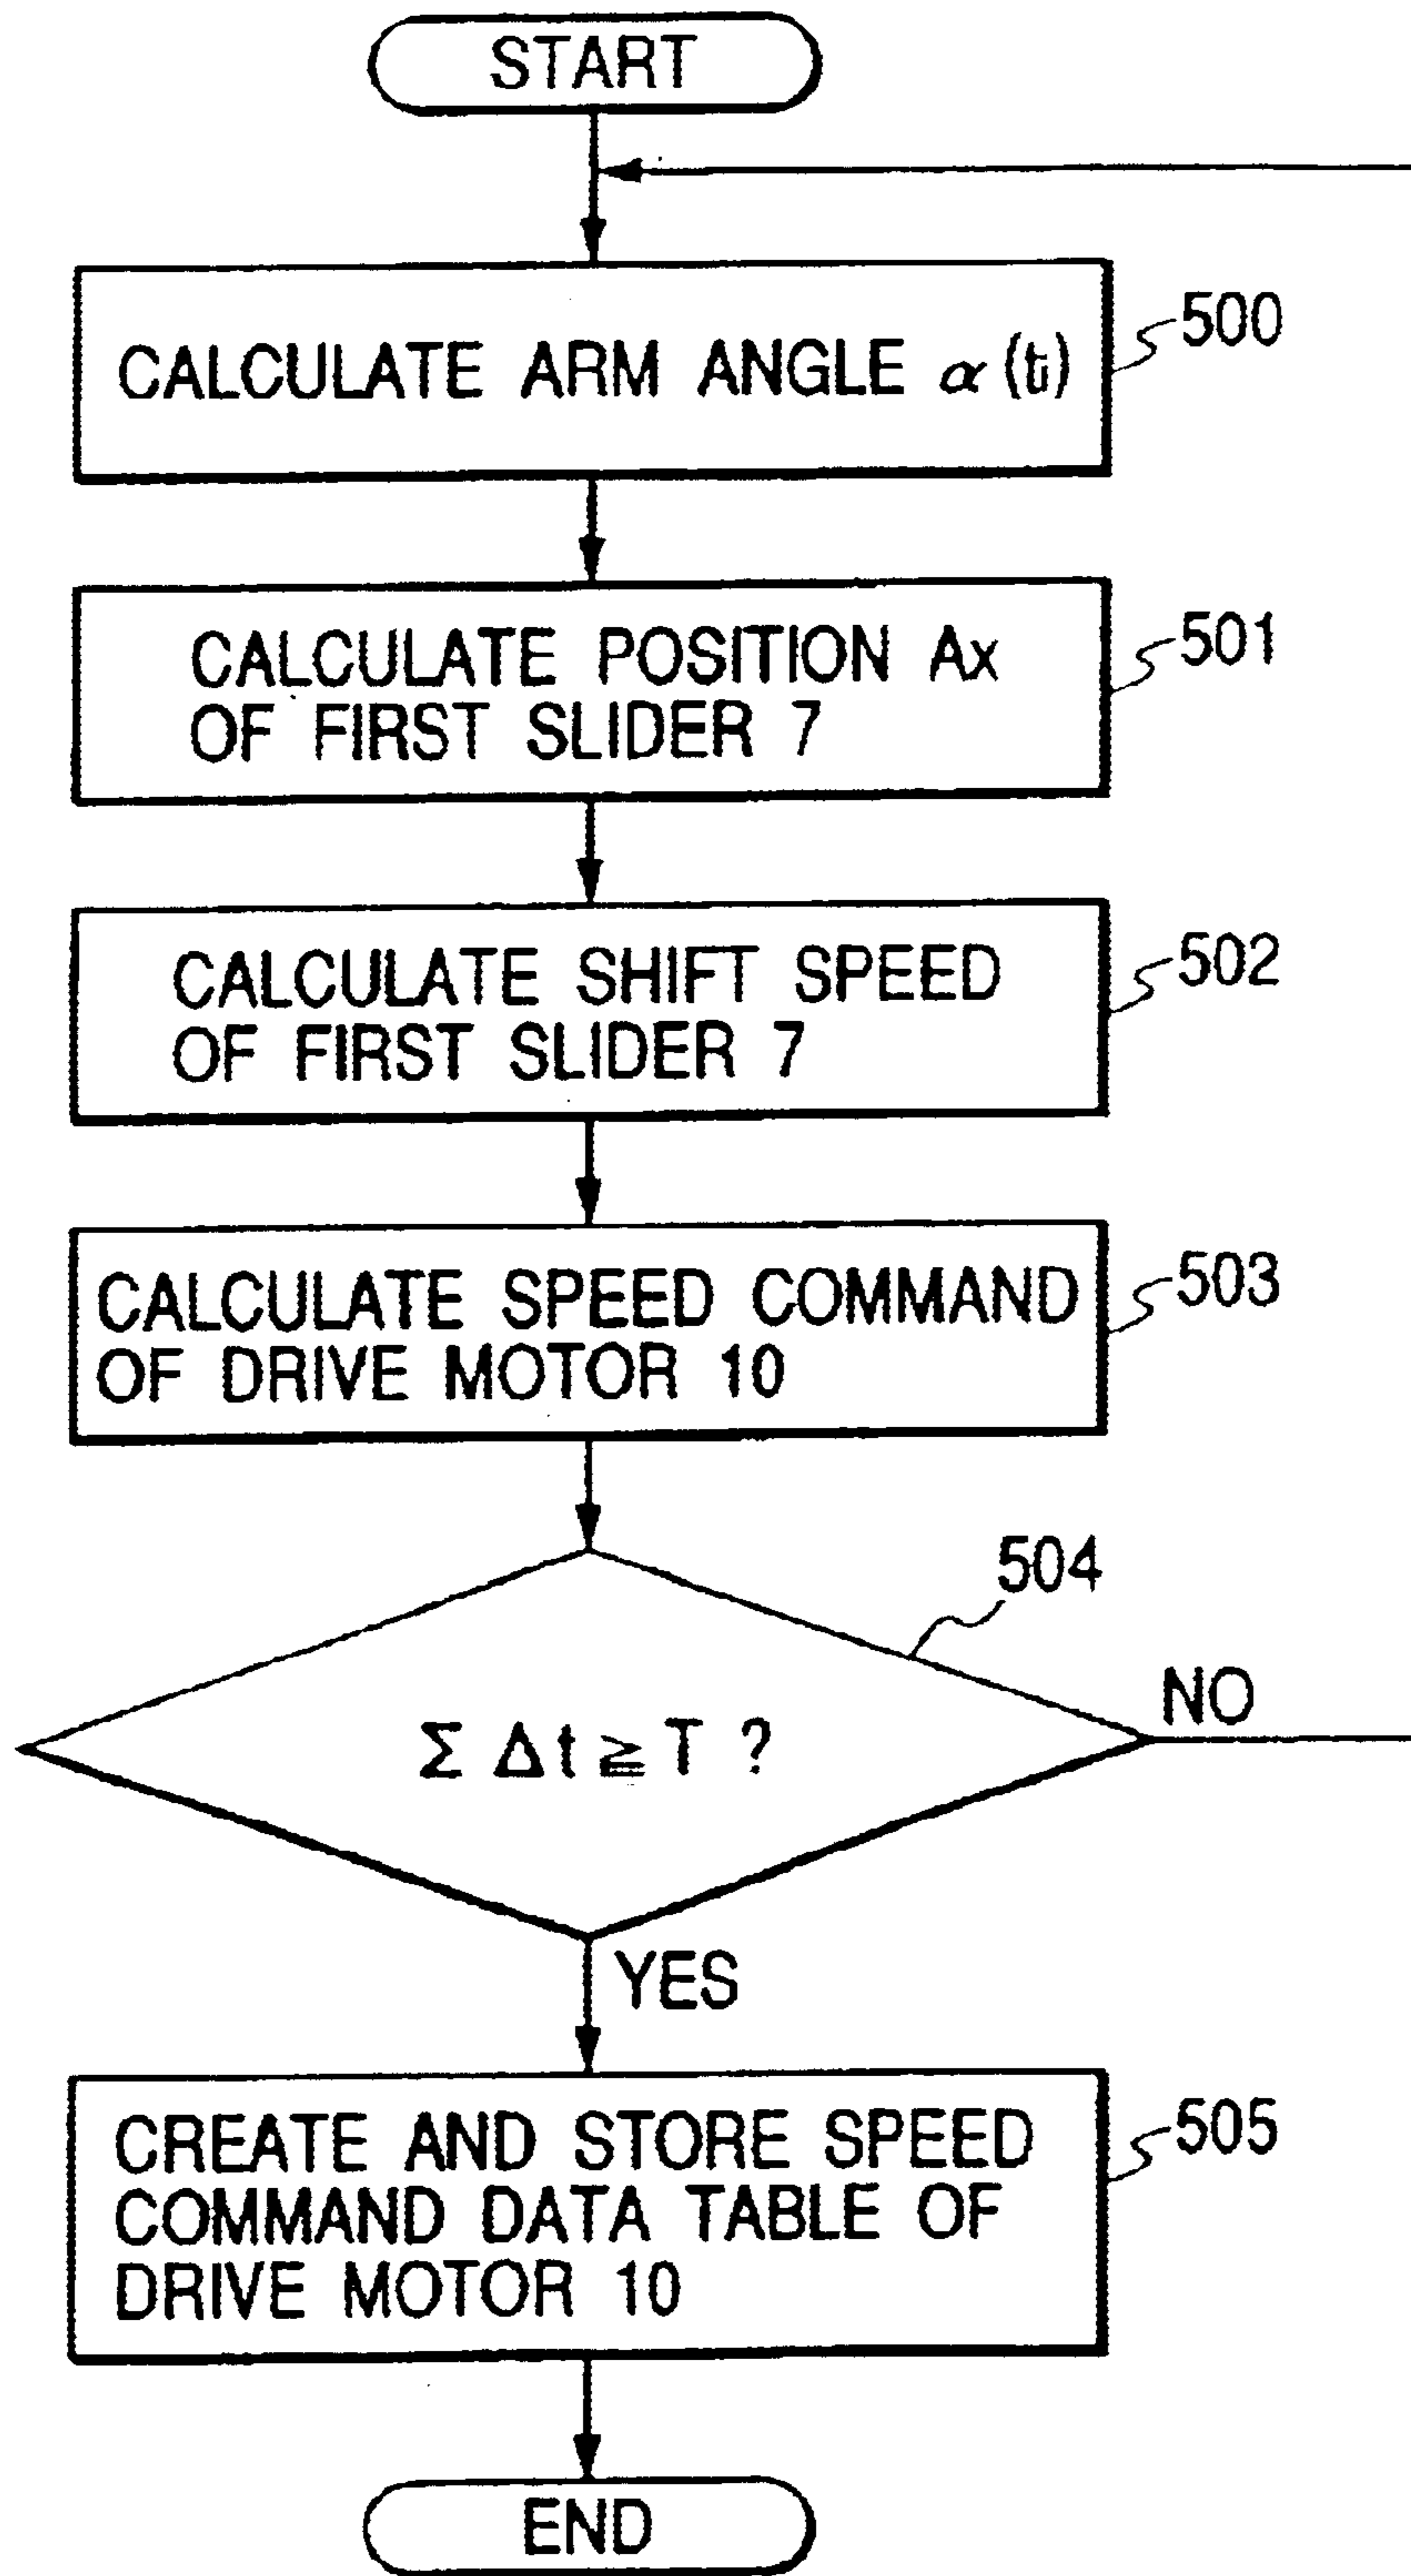 START
CALCULATE ARM ANGLE α (ti)
500
CALCULATE POSITION Ax
OF FIRST SLIDER 7
501
CALCULATE SHIFT SPEED
OF FIRST SLIDER 7
502
CALCULATE SPEED COMMAND
OF DRIVE MOTOR 10
503
504
Σ Δt ≧ T ?
NO
YES
CREATE AND STORE SPEED
COMMAND DATA TABLE OF
DRIVE MOTOR 10
505
END